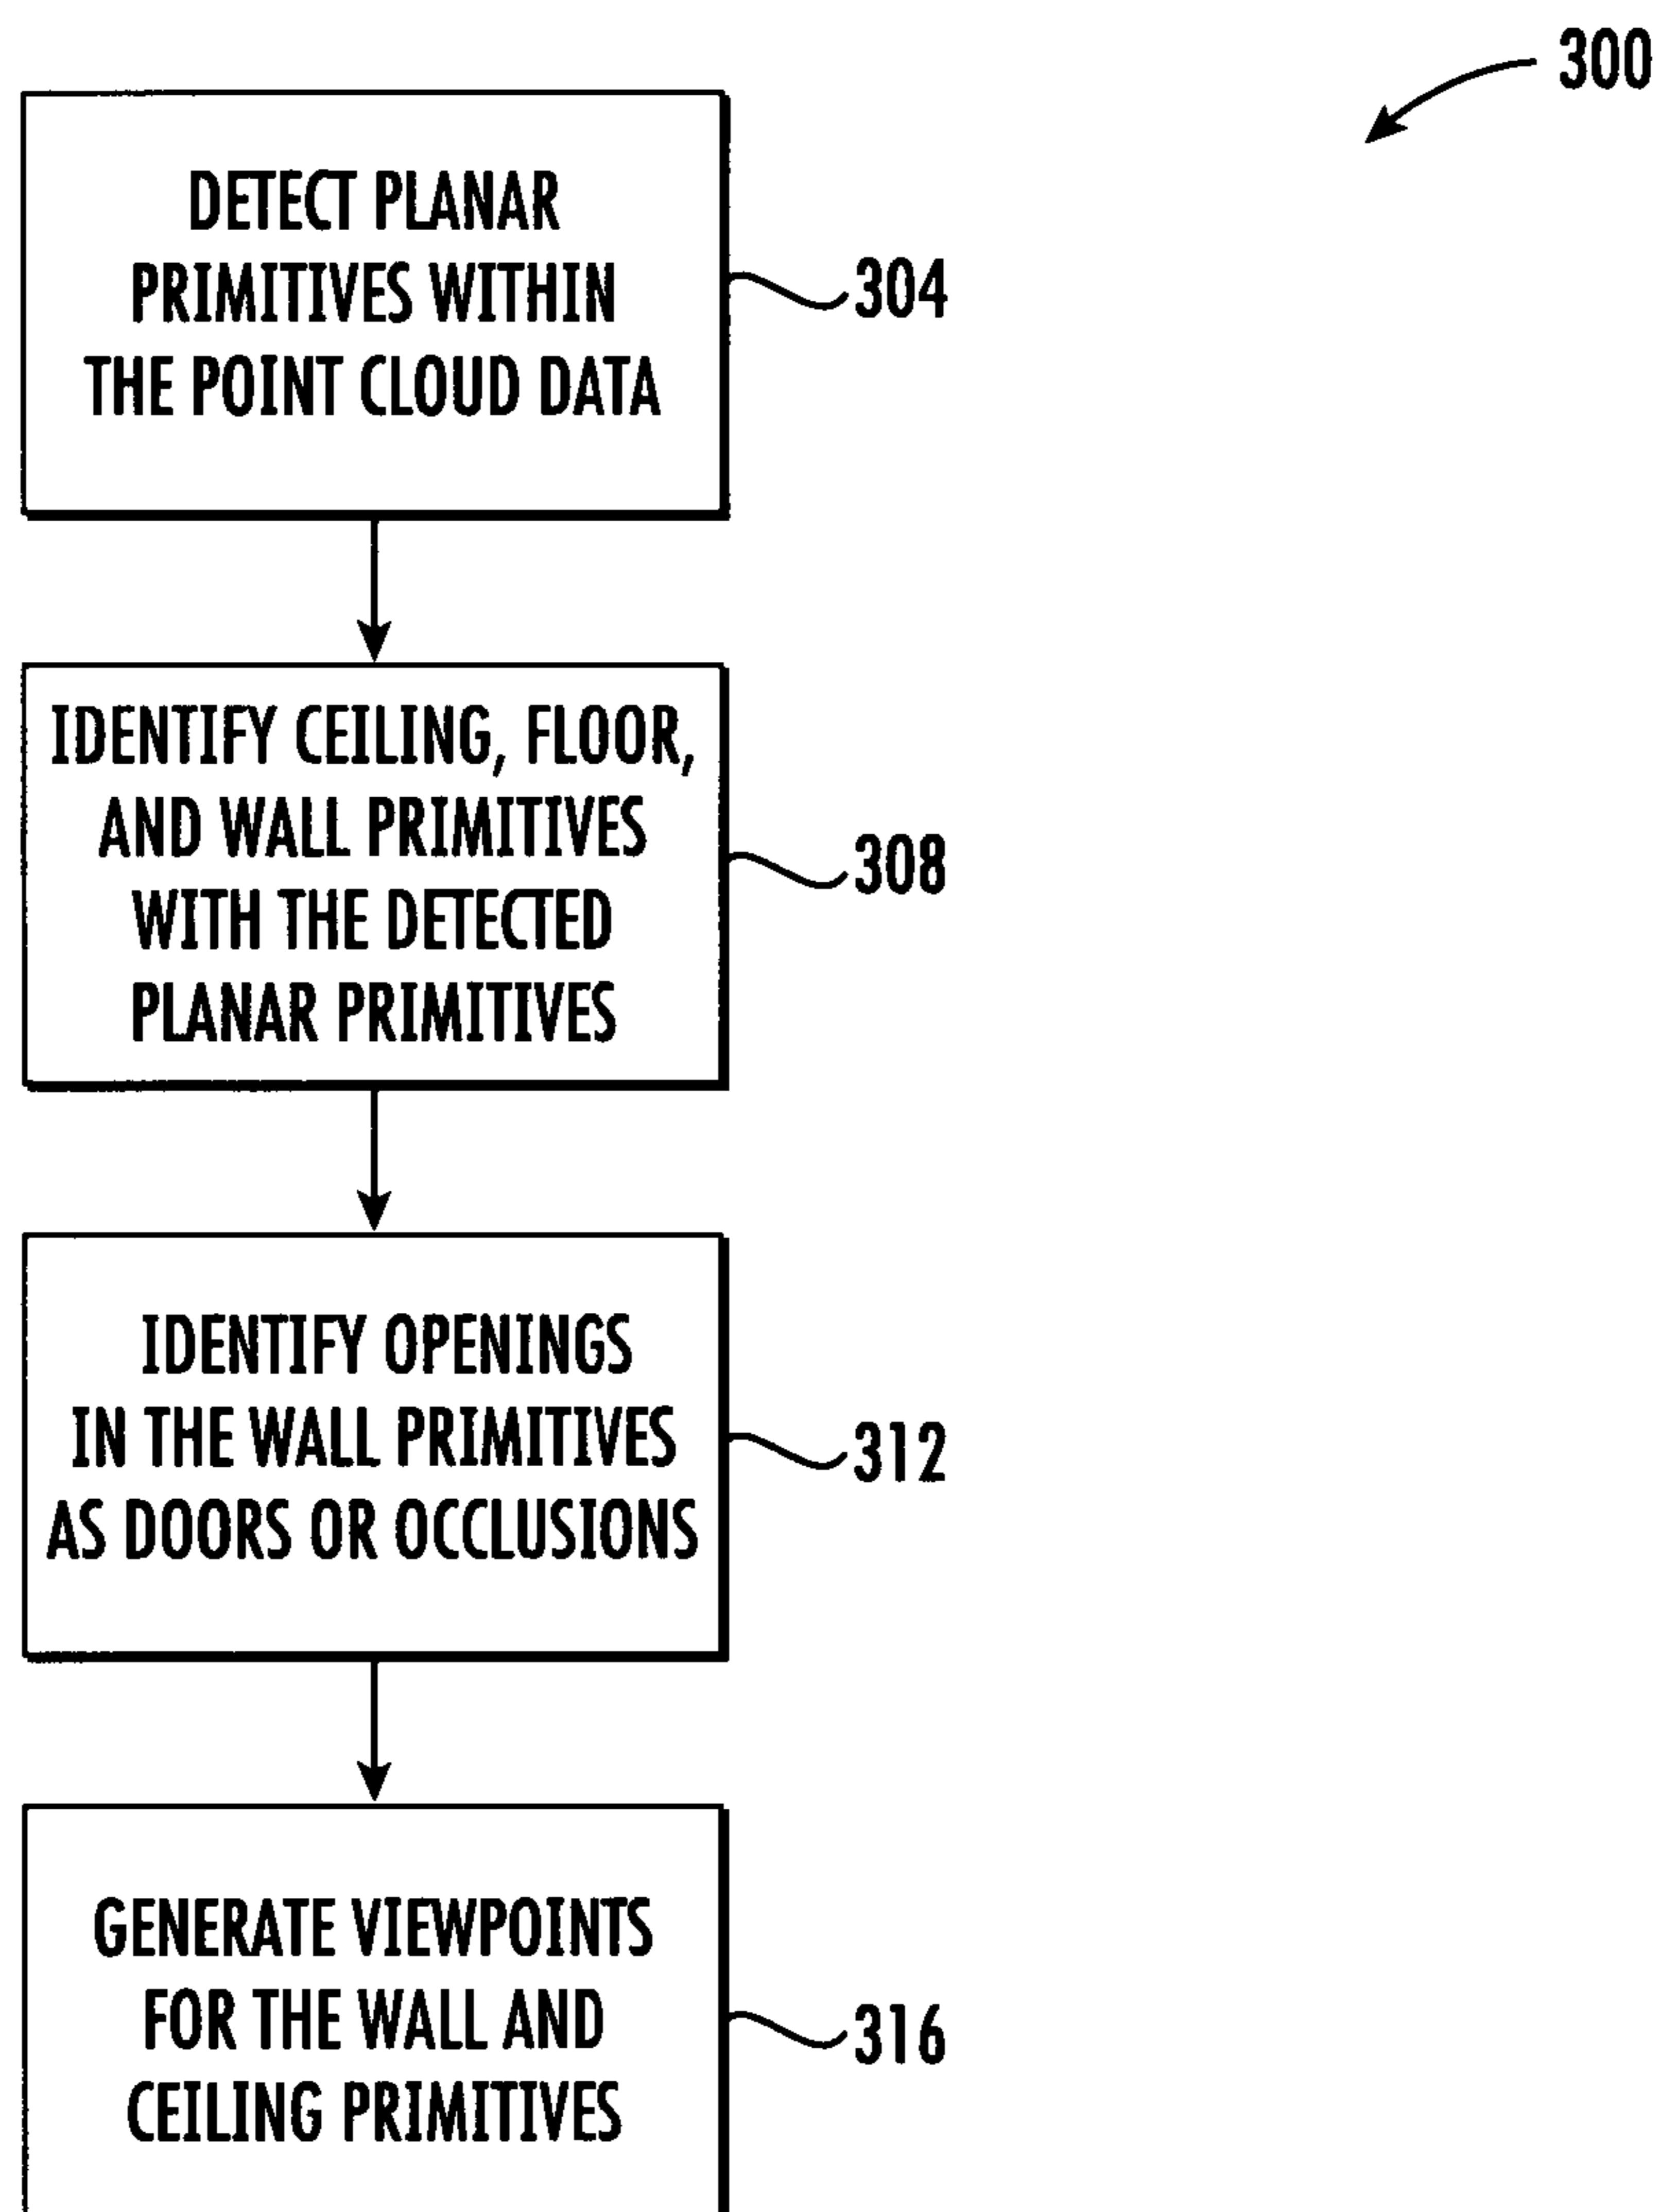 300
DETECT PLANAR
PRIMITIVES WITHIN
THE POINT CLOUD DATA
304
IDENTIFY CEILING, FLOOR,
AND WALL PRIMITIVES
WITH THE DETECTED
PLANAR PRIMITIVES
308
IDENTIFY OPENINGS
IN THE WALL PRIMITIVES
AS DOORS OR OCCLUSIONS
312
GENERATE VIEWPOINTS
FOR THE WALL AND
CEILING PRIMITIVES
316